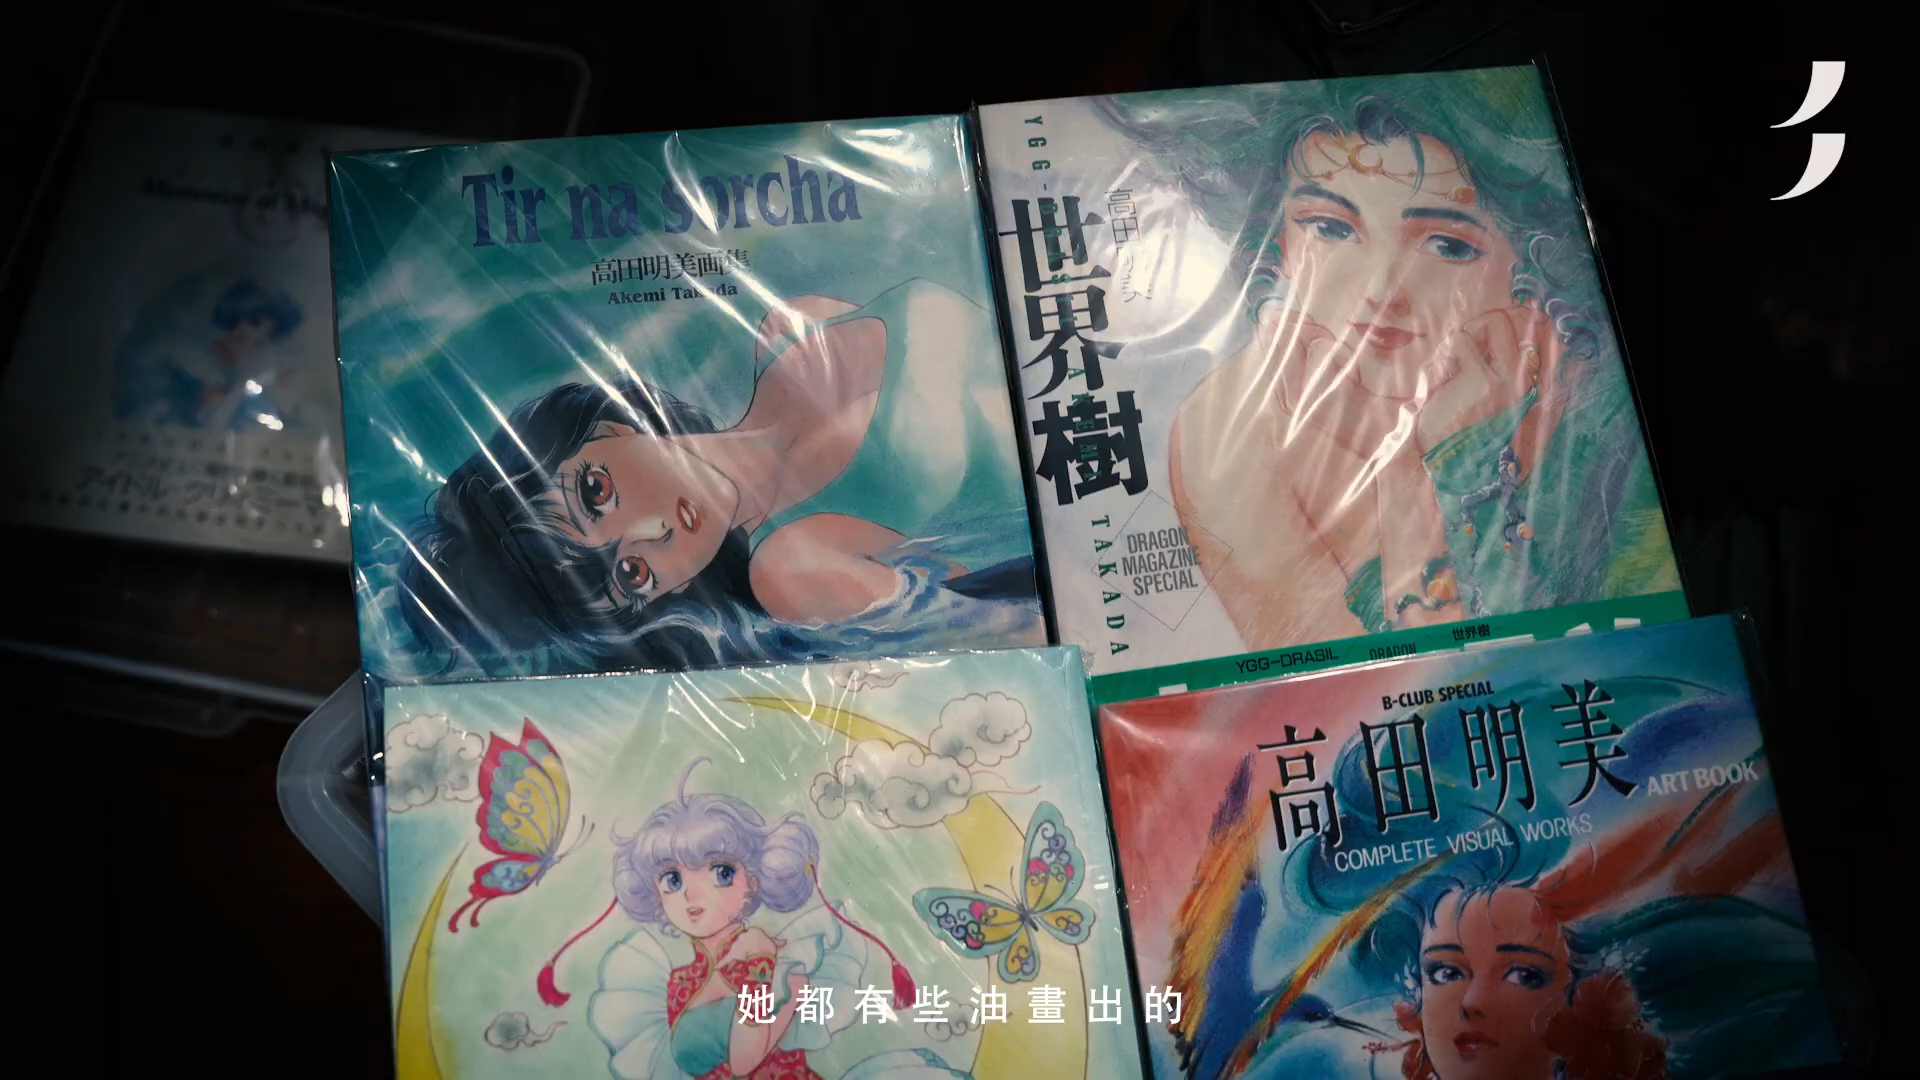 Tir na sorcha
高田明美画集
Akemi Takada
世界樹
高田明美
YGG-DRASIL AKEMI TAKADA
DRAGON
MAGAZINE
SPECIAL
YGG-DRASIL
DRAGON
世界樹
B-CLUB SPECIAL
高田明美
ART BOOK
COMPLETE VISUAL WORKS
她都有些油畫出的